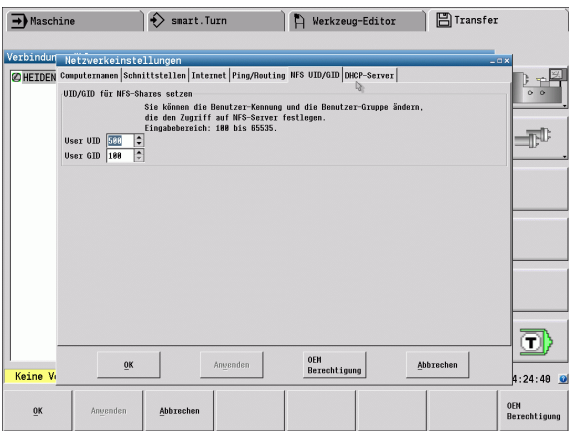 Maschine
smart.Turn
Werkzeug-Editor
Transfer
Netzwerkeinstellungen
HEIDEN
Computernamen
Schnittstellen
Internet
Ping/Routing
NFS UID/GID
DHCP-Server
UID/GID für NFS-Shares setzen
Sie können die Benutzer-Kennung und die Benutzer-Gruppe ändern,
die den Zugriff auf NFS-Server festlegen.
Eingabebereich: 100 bis 65535.
User UID 500
User GID 100
OK
Anwenden
OEM
Berechtigung
Abbrechen
Keine
4:24:40
OK
Anwenden
Abbrechen
OEM
Berechtigung
T